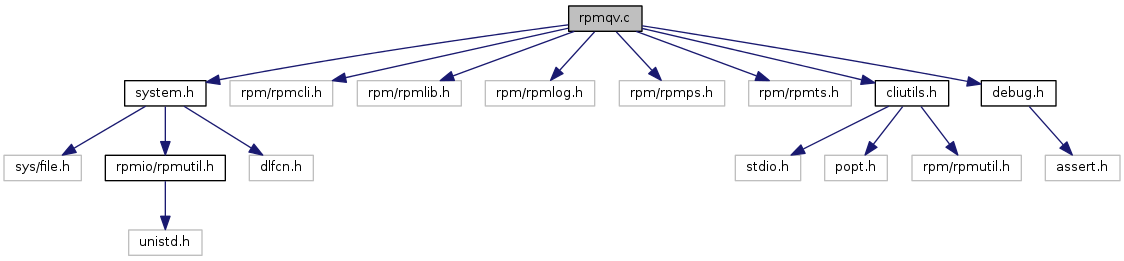 rpmqv.c
system.h
rpm/rpmcli.h
rpm/rpmlib.h
rpm/rpmlog.h
rpm/rpmps.h
rpm/rpmts.h
cliutils.h
debug.h
sys/file.h
rpmio/rpmutil.h
dlfcn.h
stdio.h
popt.h
rpm/rpmutil.h
assert.h
unistd.h